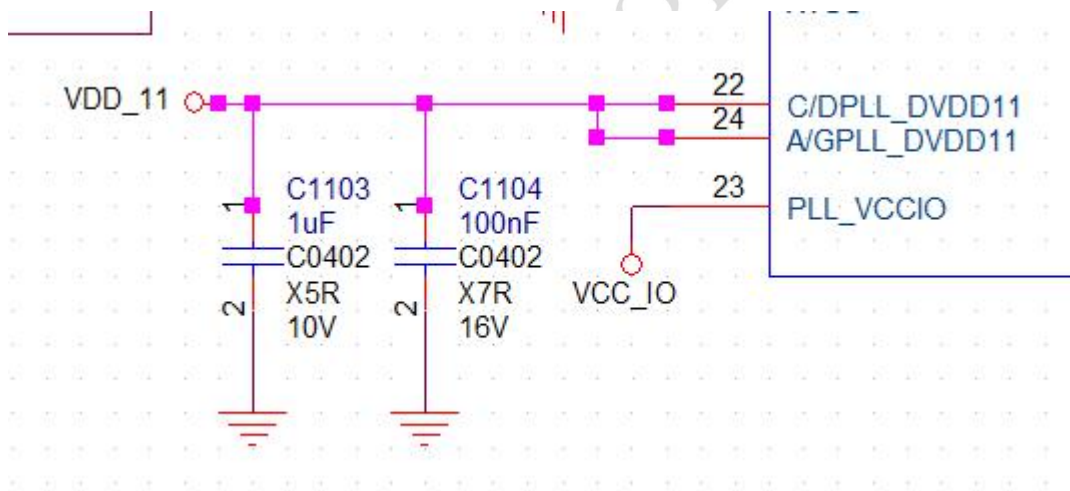 VDD_11
22
C/DPLL_DVDD11
24
A/GPLL_DVDD11
23
PLL_VCCIO
VCC_IO
1
C1103
1uF
C0402
X5R
10V
2
1
C1104
100nF
C0402
X7R
16V
2